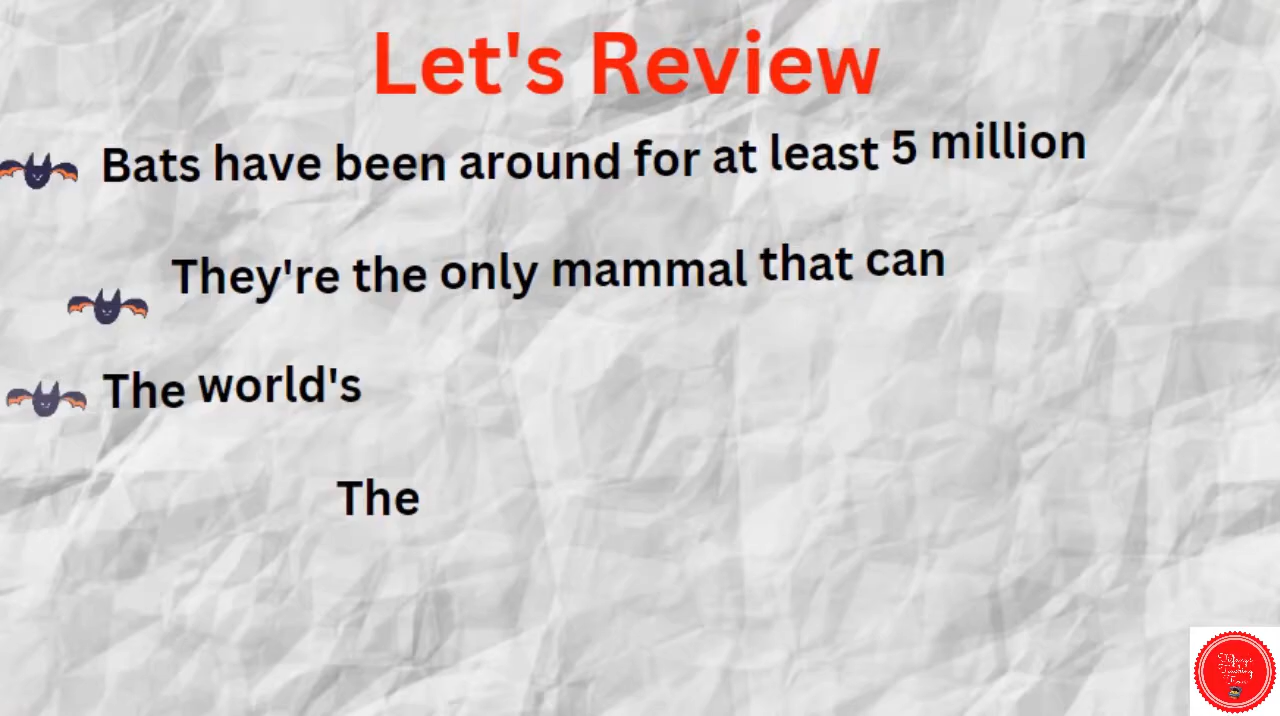 Let's Review
Bats have been around for at least 5 million
They're the only mammal that can
The world's
The